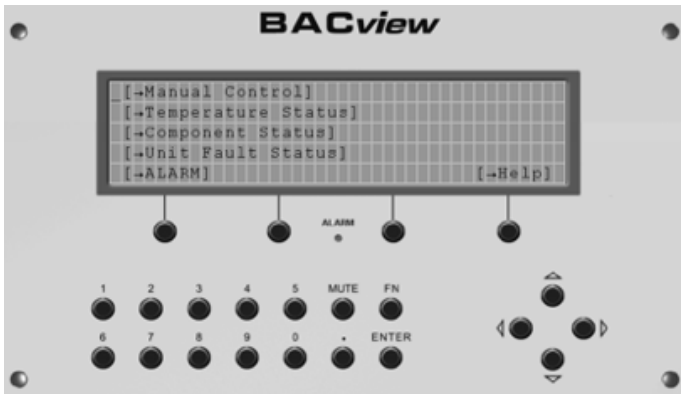 BACview
_[→Manual Control]
[→Temperature Status]
[→Component Status]
[→Unit Fault Status]
[→ALARM] [→Help]
ALARM
1 2 3 4 5 MUTE FN
6 7 8 9 0 . ENTER